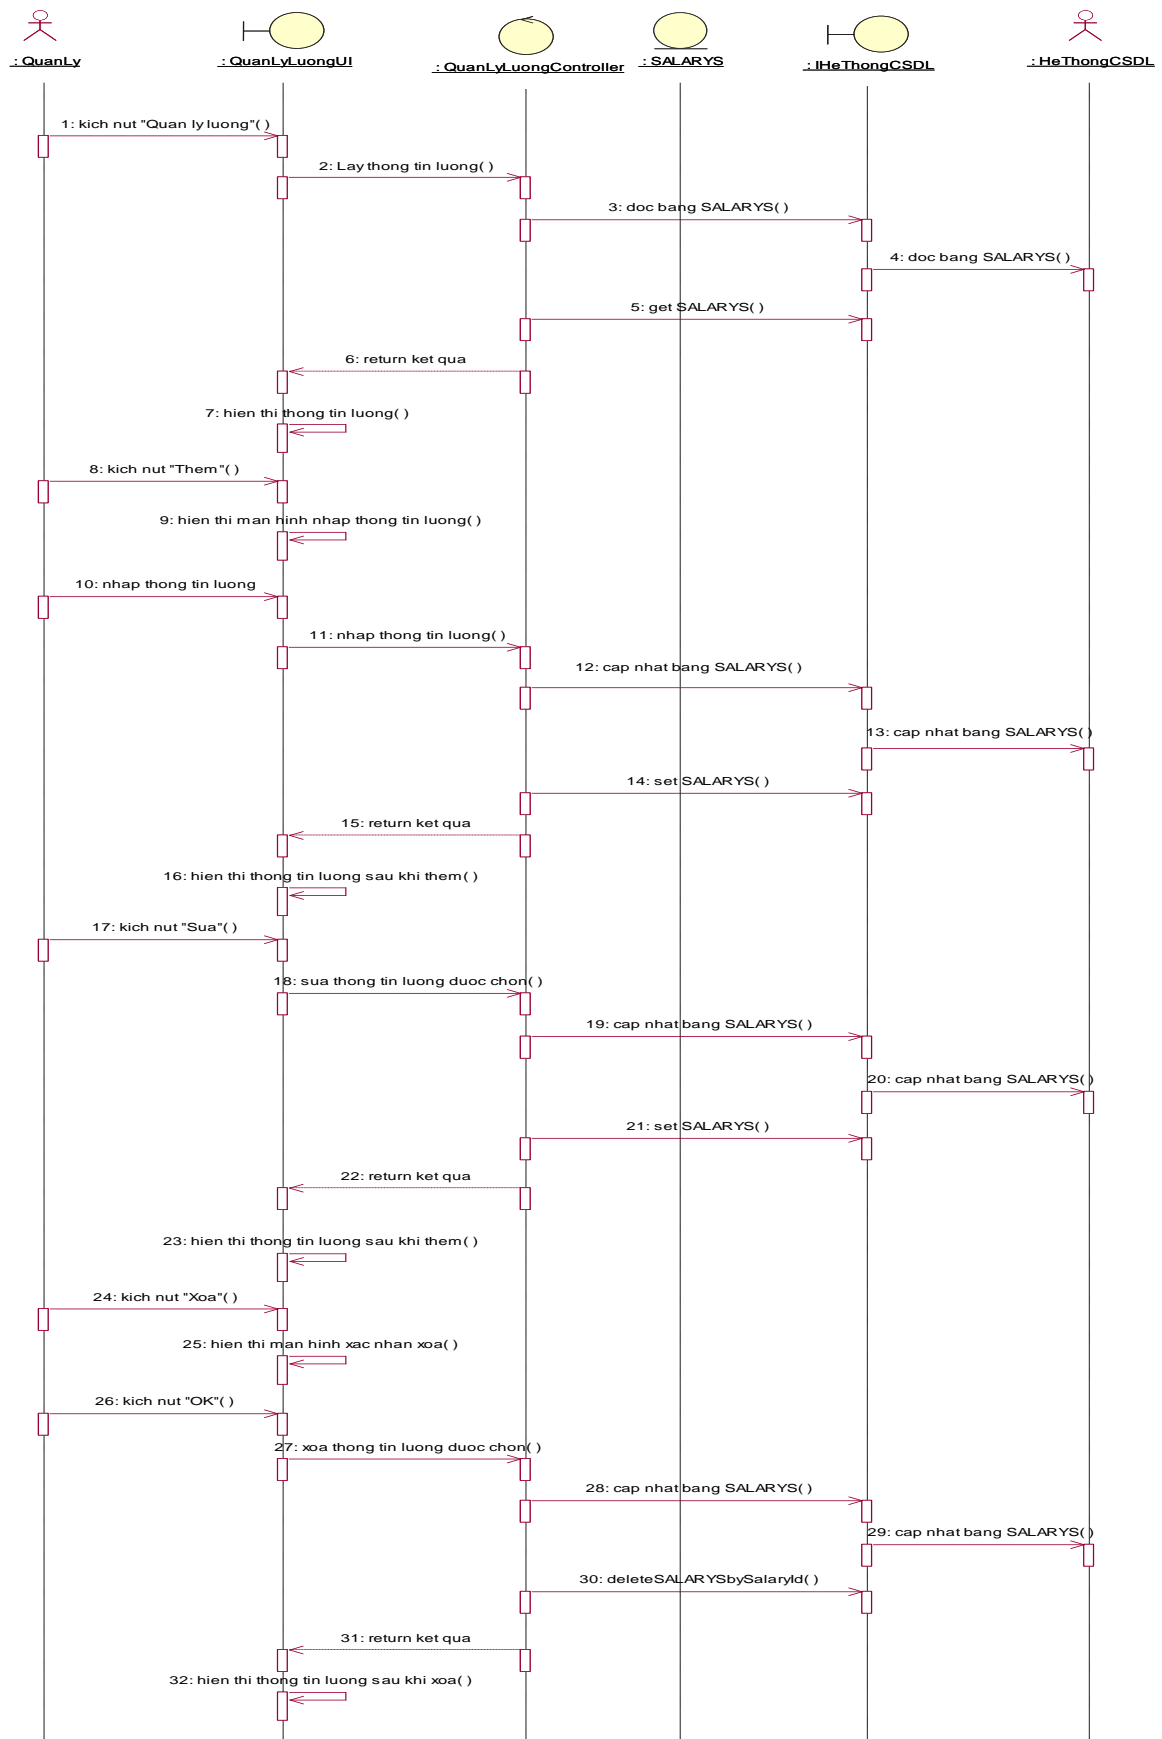 : QuanLy
: QuanLyLuongUI
: QuanLyLuongController
: SALARYS
: IHeThongCSDL
: HeThongCSDL
1: kich nut "Quan ly luong"( )
2: Lay thong tin luong( )
3: doc bang SALARYS( )
4: doc bang SALARYS( )
5: get SALARYS( )
6: return ket qua
7: hien thi thong tin luong( )
8: kich nut "Them"( )
9: hien thi man hinh nhap thong tin luong( )
10: nhap thong tin luong
11: nhap thong tin luong( )
12: cap nhat bang SALARYS( )
13: cap nhat bang SALARYS( )
14: set SALARYS( )
15: return ket qua
16: hien thi thong tin luong sau khi them( )
17: kich nut "Sua"( )
18: sua thong tin luong duoc chon( )
19: cap nhat bang SALARYS( )
20: cap nhat bang SALARYS( )
21: set SALARYS( )
22: return ket qua
23: hien thi thong tin luong sau khi them( )
24: kich nut "Xoa"( )
25: hien thi man hinh xac nhan xoa( )
26: kich nut "OK"( )
27: xoa thong tin luong duoc chon( )
28: cap nhat bang SALARYS( )
29: cap nhat bang SALARYS( )
30: deleteSALARYSbySalaryId( )
31: return ket qua
32: hien thi thong tin luong sau khi xoa( )